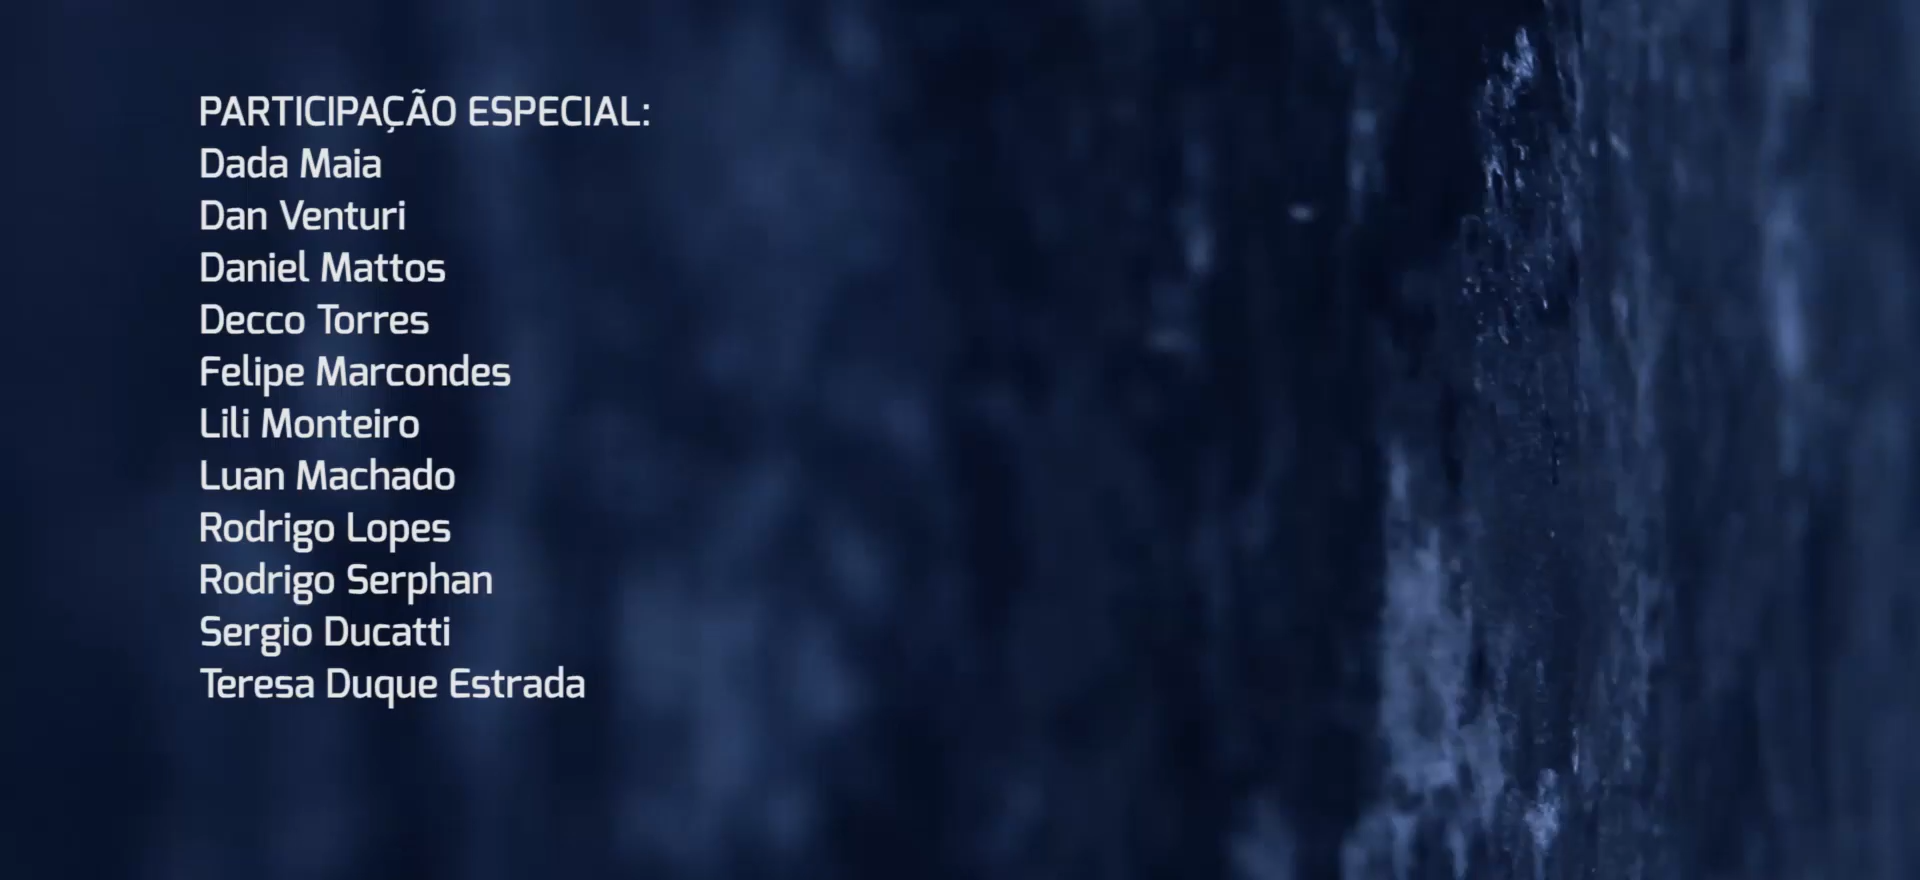 PARTICIPAÇÃO ESPECIAL:
Dada Maia
Dan Venturi
Daniel Mattos
Decco Torres
Felipe Marcondes
Lili Monteiro
Luan Machado
Rodrigo Lopes
Rodrigo Serphan
Sergio Ducatti
Teresa Duque Estrada